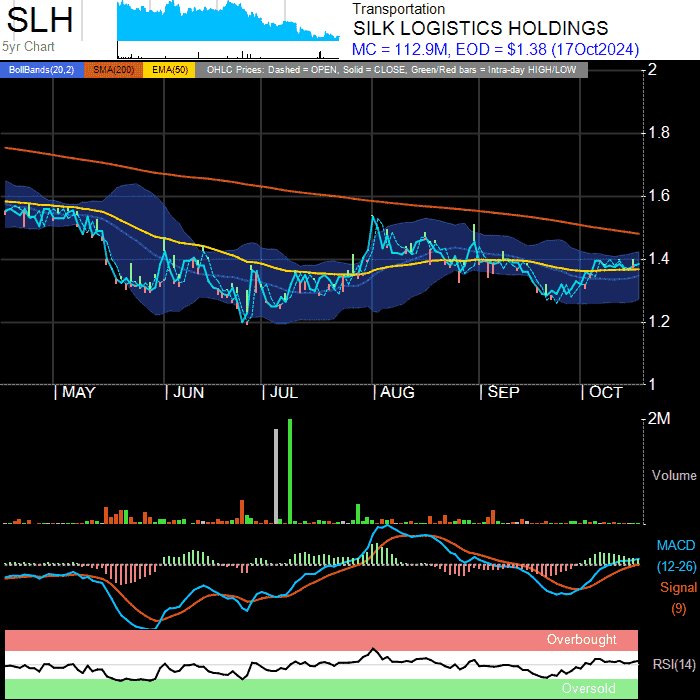 SLH
5yr Chart
Transportation
SILK LOGISTICS HOLDINGS
MC = 112.9M, EOD = $1.38 (17Oct2024)
BollBands(20,2) SMA(200) EMA(50) OHLC Prices: Dashed = OPEN, Solid = CLOSE, Green/Red bars = Intra-day HIGH/LOW
2
1.8
1.6
1.4
1.2
1
| MAY | JUN | JUL | AUG | SEP | OCT
2M
Volume
MACD
(12-26)
Signal
(9)
Overbought
RSI(14)
Oversold